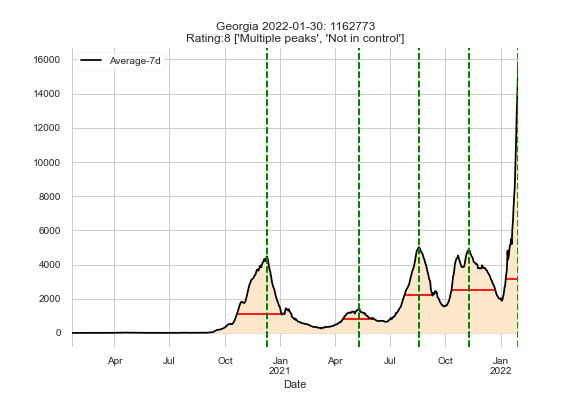 Georgia 2022-01-30: 1162773
Rating:8 ['Multiple peaks', 'Not in control']
Average-7d
16000
14000
12000
10000
8000
6000
4000
2000
0
Apr Jul Oct Jan Apr Jul Oct Jan
2021 2022
Date